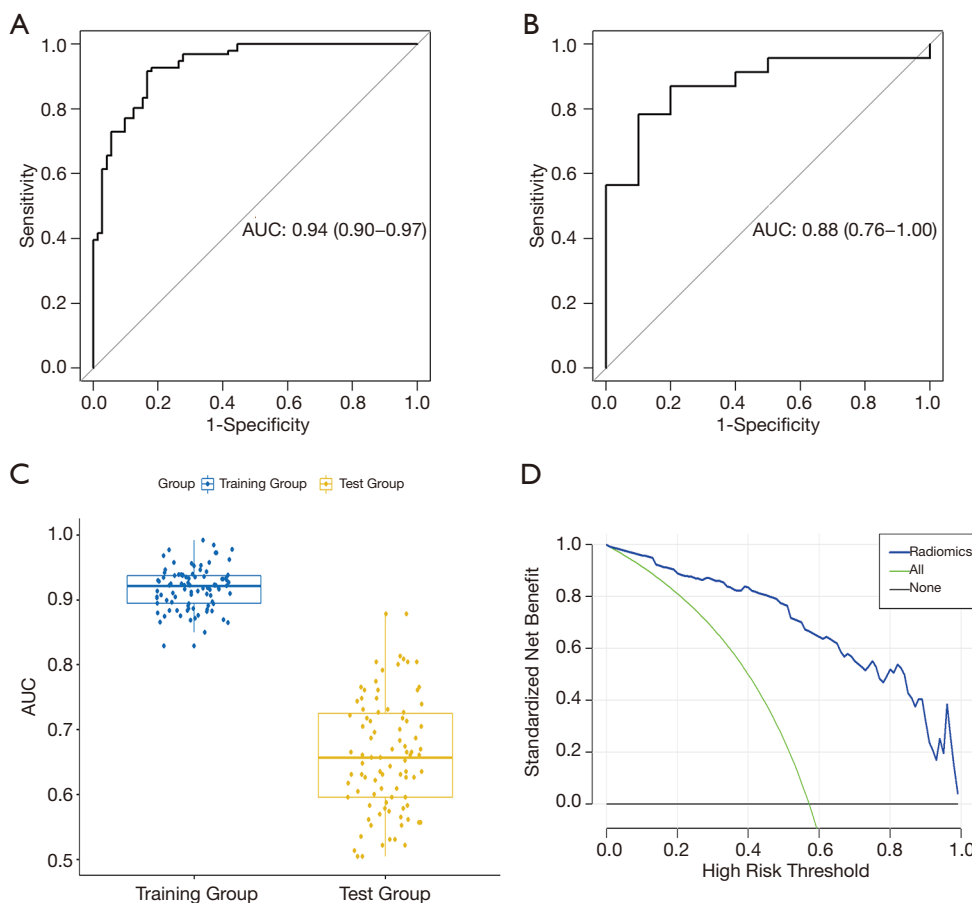 A
1.0
0.8
0.6
0.4
0.2
0.0
Sensitivity
AUC: 0.94 (0.90–0.97)
0.0 0.2 0.4 0.6 0.8 1.0
1-Specificity
B
1.0
0.8
0.6
0.4
0.2
0.0
Sensitivity
AUC: 0.88 (0.76–1.00)
0.0 0.2 0.4 0.6 0.8 1.0
1-Specificity
C
Group Training Group Test Group
1.0
0.9
0.8
0.7
0.6
0.5
AUC
Training Group Test Group
D
Radiomics
All
None
1.0
0.8
0.6
0.4
0.2
0.0
Standardized Net Benefit
0.0 0.2 0.4 0.6 0.8 1.0
High Risk Threshold